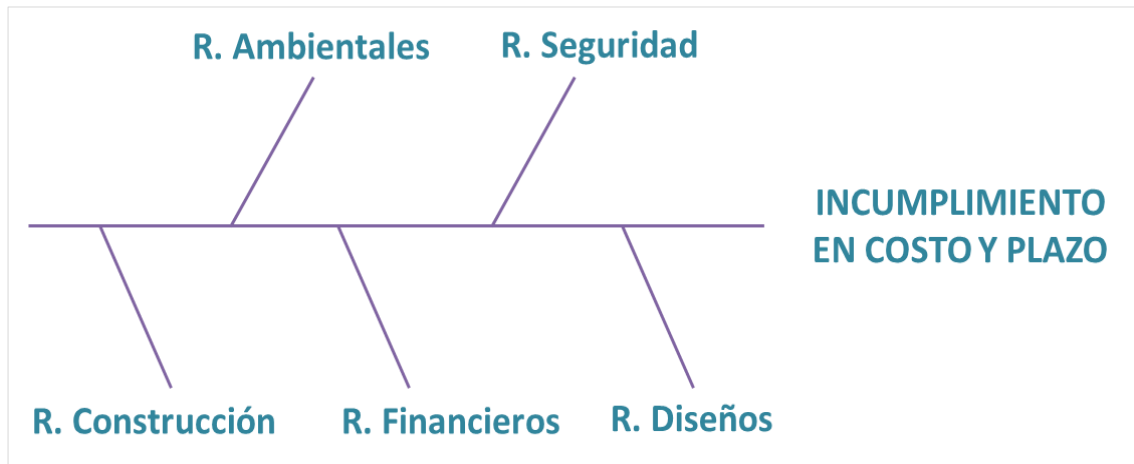 R. Ambientales
R. Seguridad
INCUMPLIMIENTO
EN COSTO Y PLAZO
R. Construcción
R. Financieros
R. Diseños